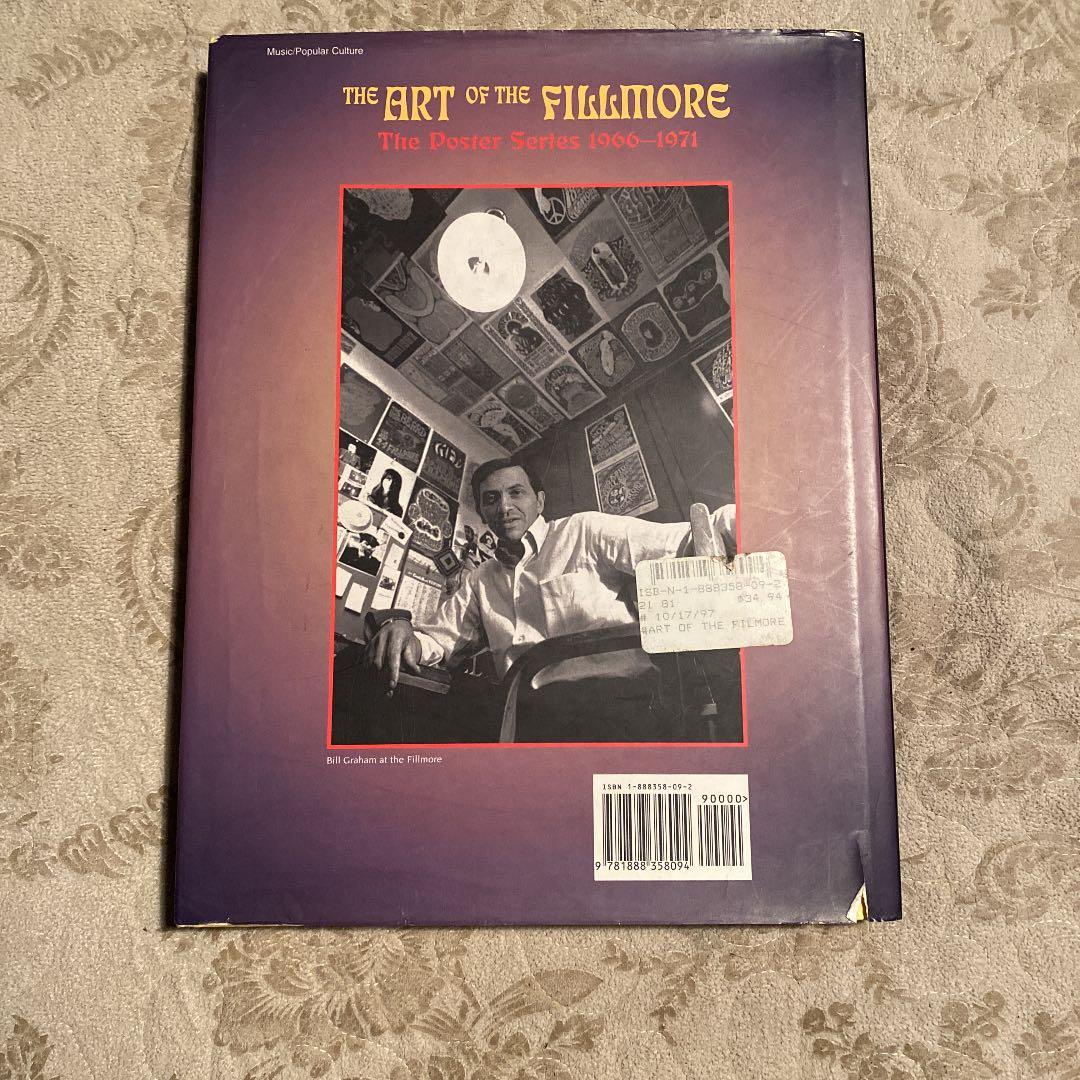 Music/Popular Culture
THE ART OF THE FILLMORE
The Poster Series 1966–1971
ISB-N-1-888358-09-2
21 81 $34.94
# 10/17/97
#ART OF THE FILMORE
Bill Graham at the Fillmore
ISBN 1-888358-09-2
90000>
9 781888 358094